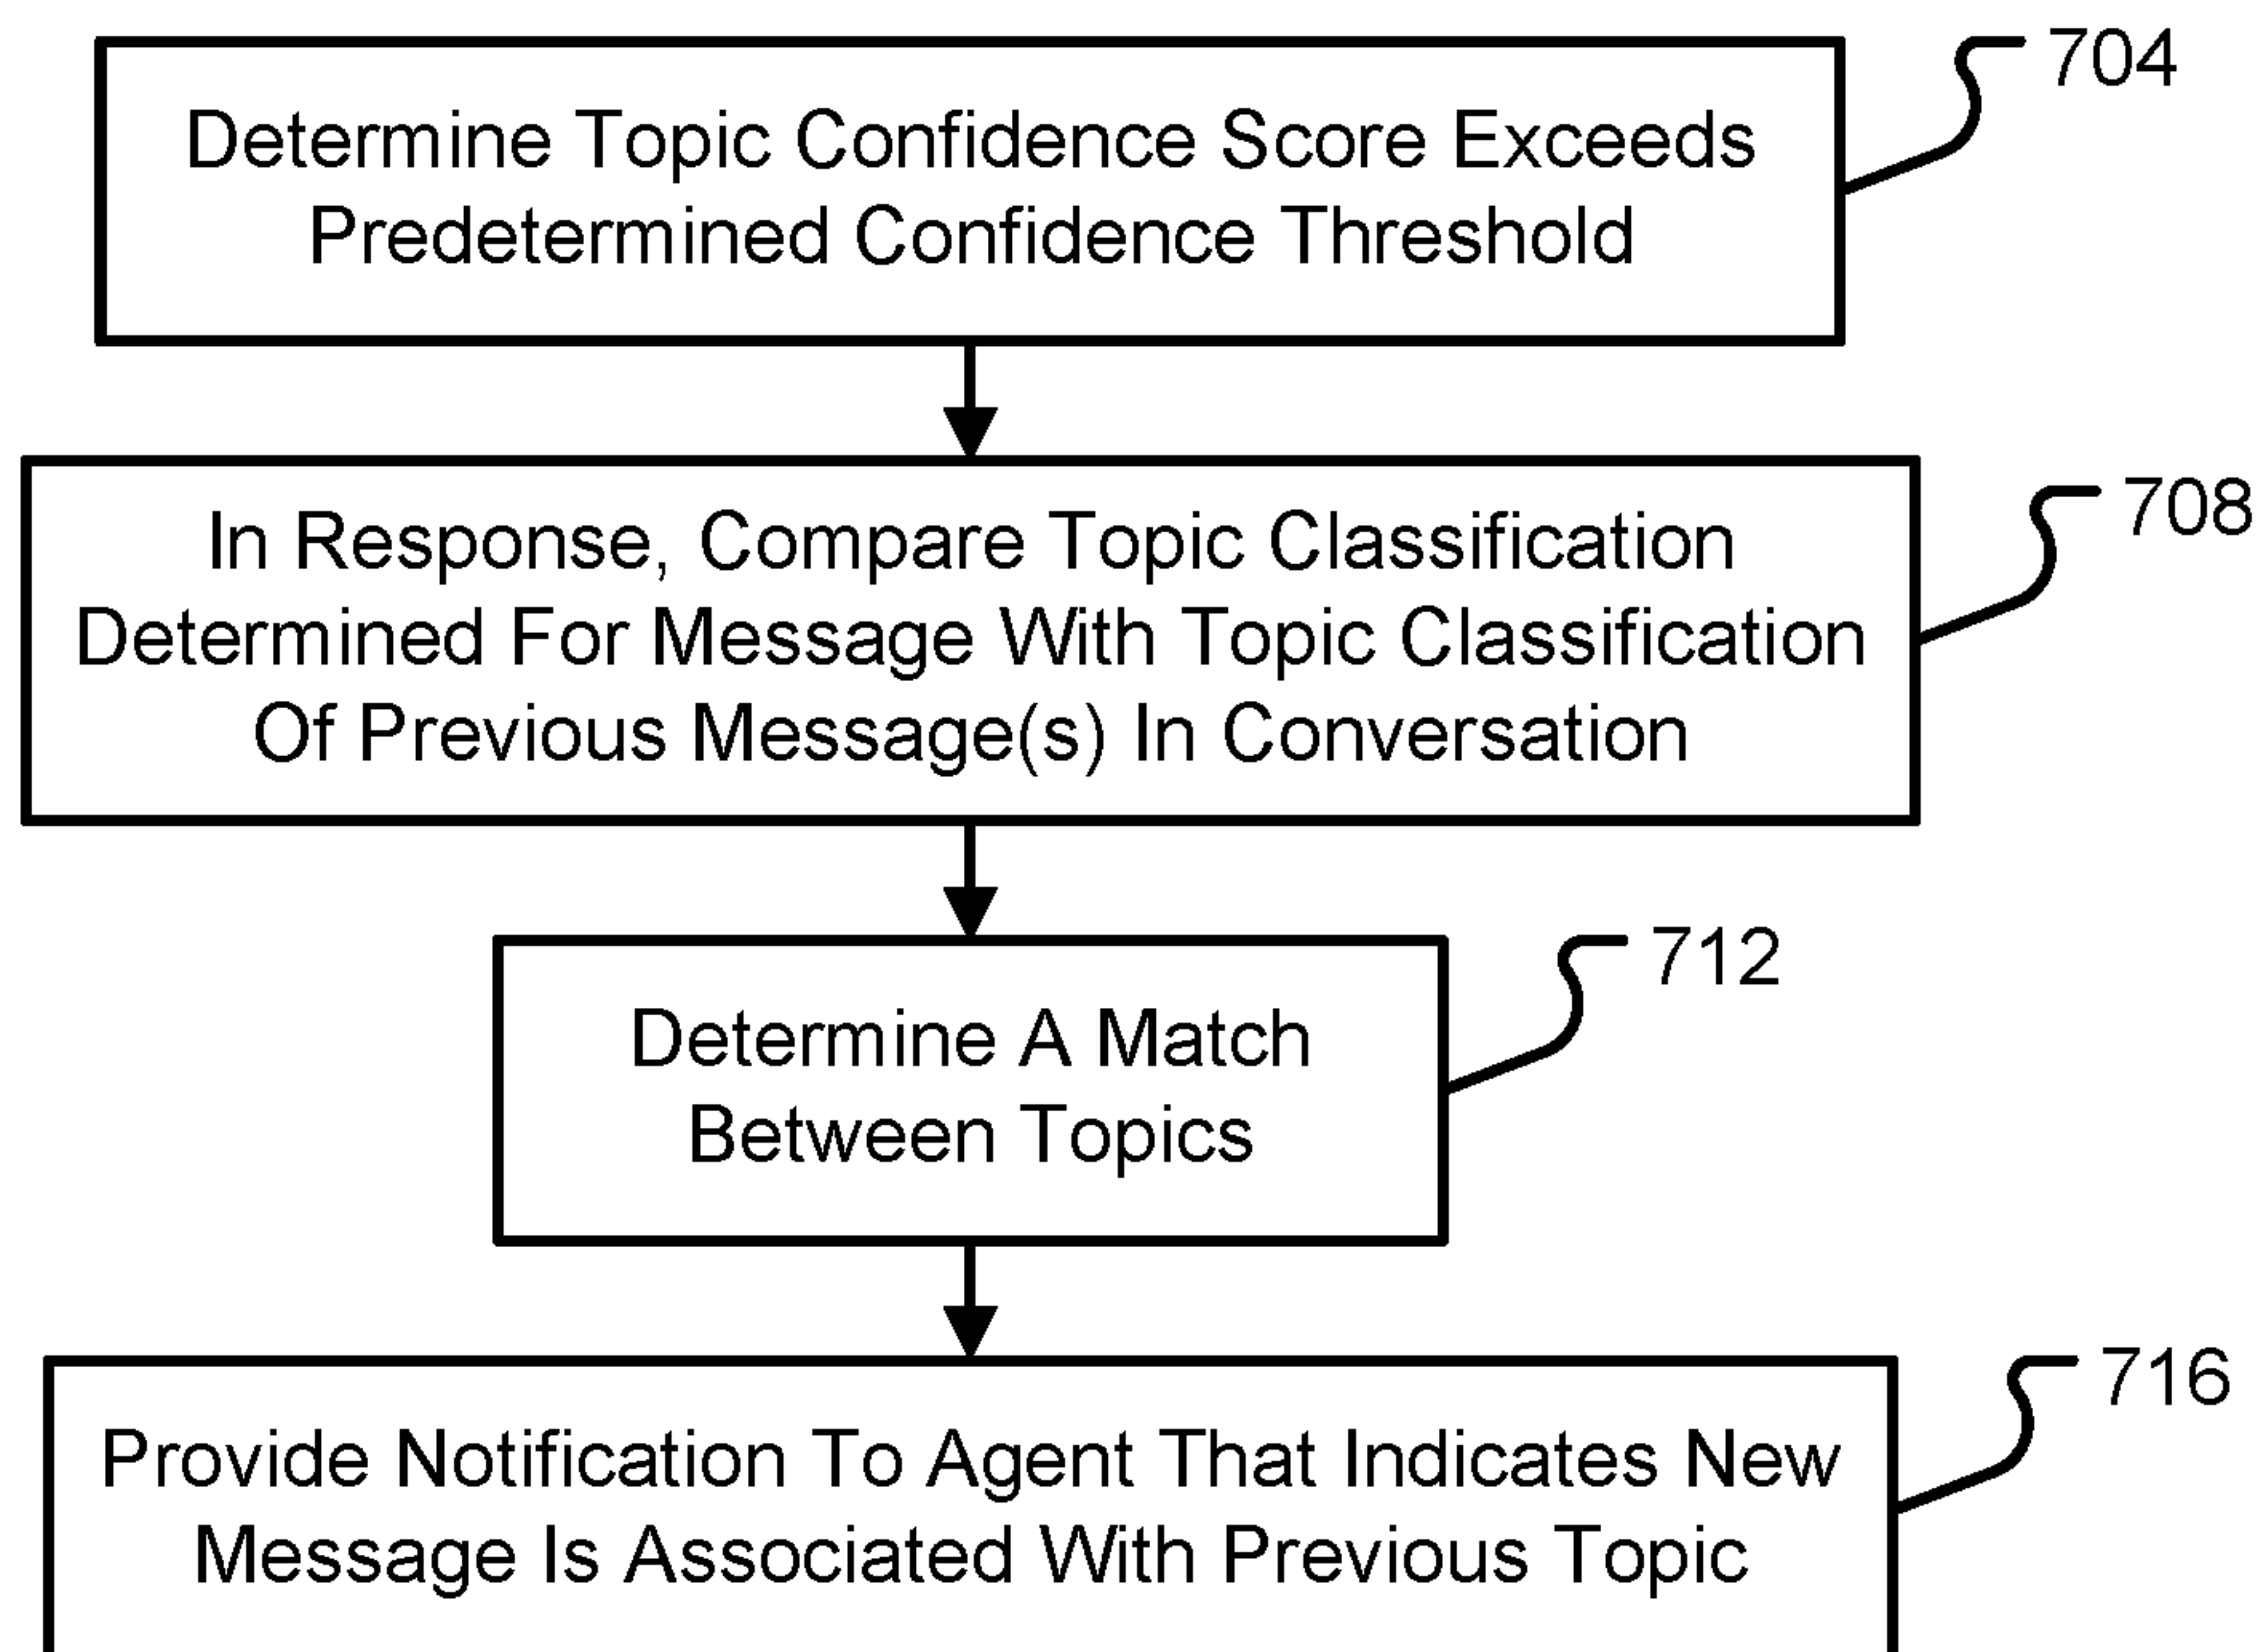 704
Determine Topic Confidence Score Exceeds
Predetermined Confidence Threshold
708
In Response, Compare Topic Classification
Determined For Message With Topic Classification
Of Previous Message(s) In Conversation
712
Determine A Match
Between Topics
716
Provide Notification To Agent That Indicates New
Message Is Associated With Previous Topic